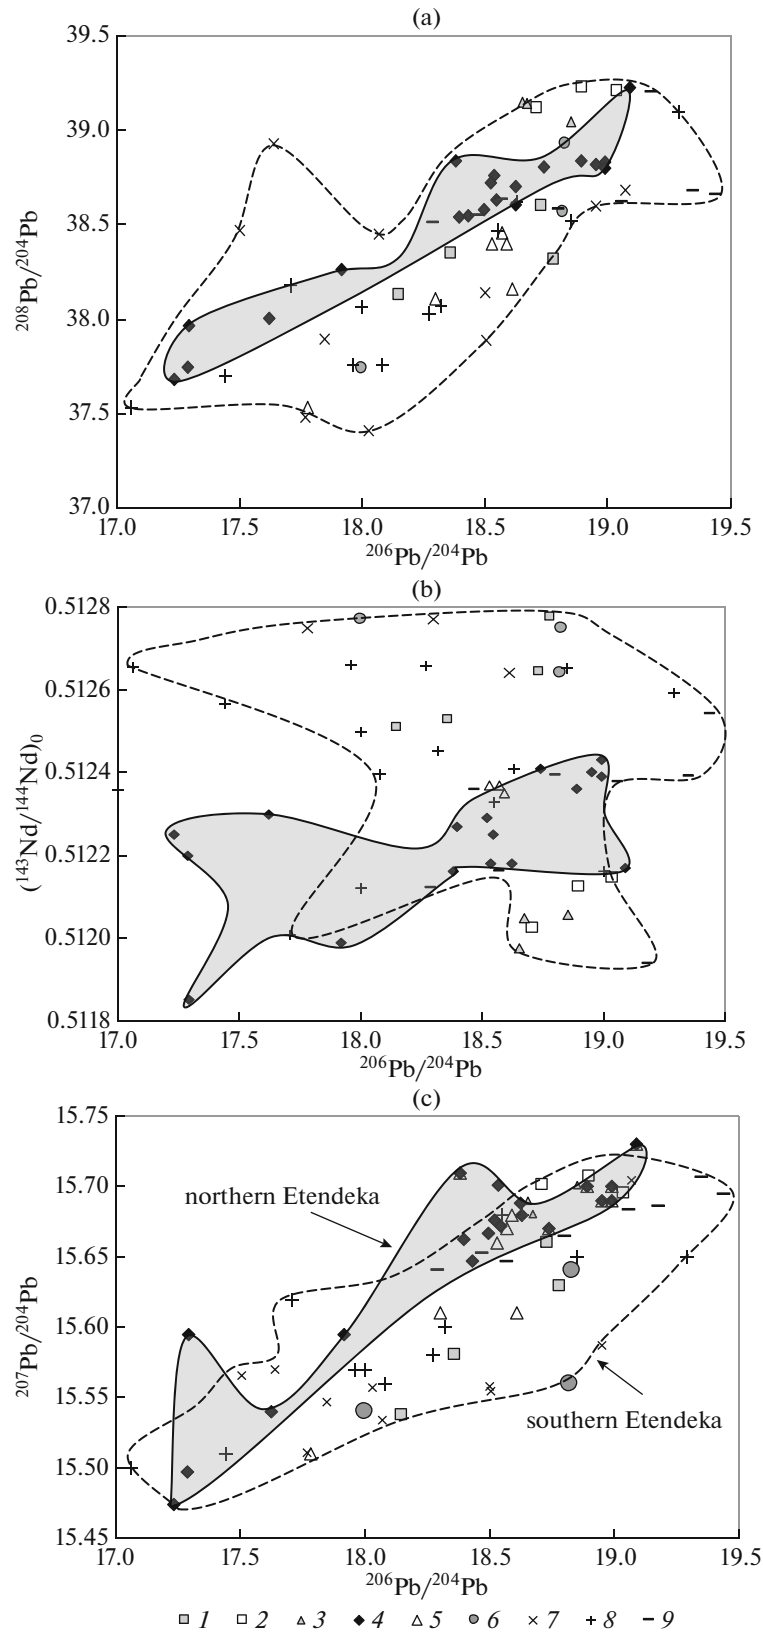 (a)
39.5
39.0
38.5
38.0
37.5
37.0
²⁰⁸Pb/²⁰⁴Pb
17.0 17.5 18.0 18.5 19.0 19.5
²⁰⁶Pb/²⁰⁴Pb
(b)
0.5128
0.5126
0.5124
0.5122
0.5120
0.5118
(¹⁴³Nd/¹⁴⁴Nd)₀
17.0 17.5 18.0 18.5 19.0 19.5
²⁰⁶Pb/²⁰⁴Pb
(c)
15.75
15.70
15.65
15.60
15.55
15.50
15.45
²⁰⁷Pb/²⁰⁴Pb
northern Etendeka
southern Etendeka
17.0 17.5 18.0 18.5 19.0 19.5
²⁰⁶Pb/²⁰⁴Pb
1 2 3 4 5 6 7 8 9